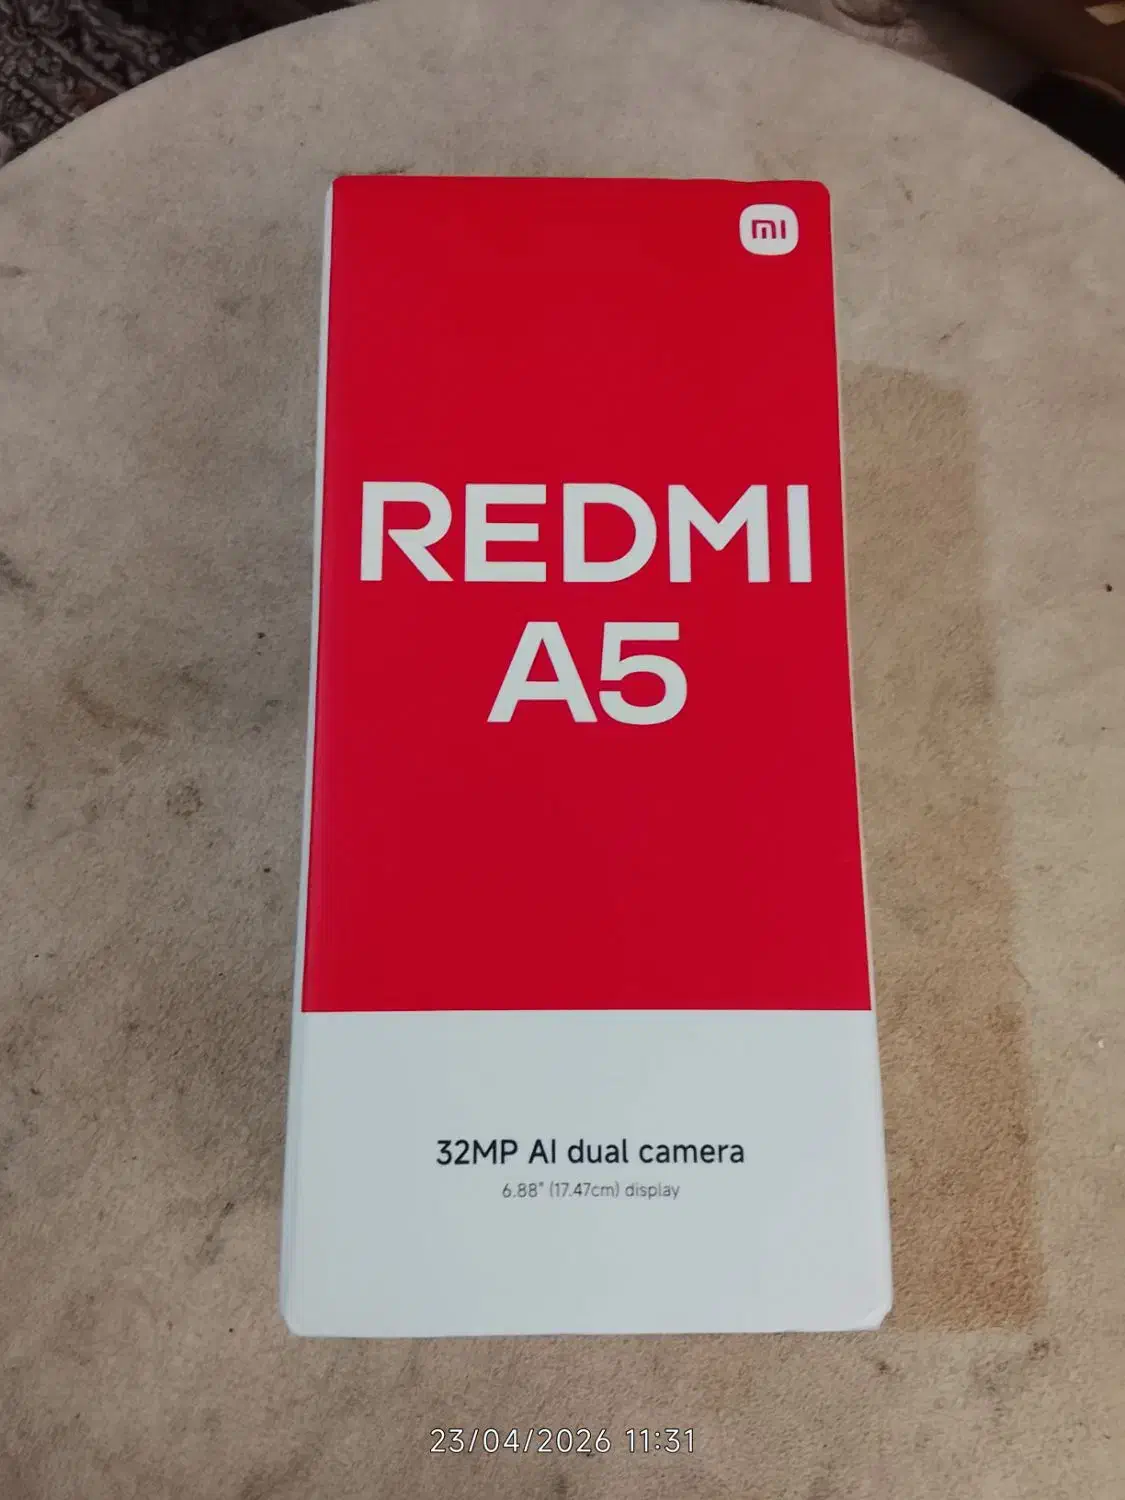 mi
REDMI
A5
32MP AI dual camera
6.88" (17.47cm) display
23/04/2026 11:31